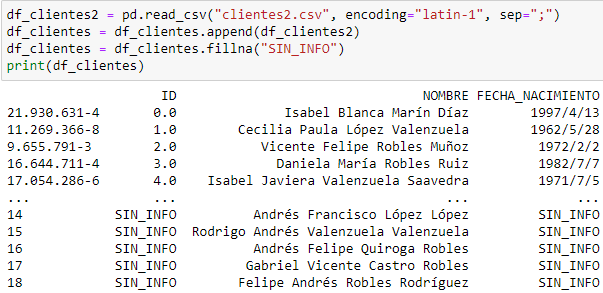 df_clientes2 = pd.read_csv("clientes2.csv", encoding="latin-1", sep=";")
df_clientes = df_clientes.append(df_clientes2)
df_clientes = df_clientes.fillna("SIN_INFO")
print(df_clientes)
ID NOMBRE FECHA_NACIMIENTO
21.930.631-4 0.0 Isabel Blanca Marín Díaz 1997/4/13
11.269.366-8 1.0 Cecilia Paula López Valenzuela 1962/5/28
9.655.791-3 2.0 Vicente Felipe Robles Muñoz 1972/2/2
16.644.711-4 3.0 Daniela María Robles Ruiz 1982/7/7
17.054.286-6 4.0 Isabel Javiera Valenzuela Saavedra 1971/7/5
... ... ... ...
14 SIN_INFO Andrés Francisco López López SIN_INFO
15 SIN_INFO Rodrigo Andrés Valenzuela Valenzuela SIN_INFO
16 SIN_INFO Andrés Felipe Quiroga Robles SIN_INFO
17 SIN_INFO Gabriel Vicente Castro Robles SIN_INFO
18 SIN_INFO Felipe Andrés Robles Rodríguez SIN_INFO